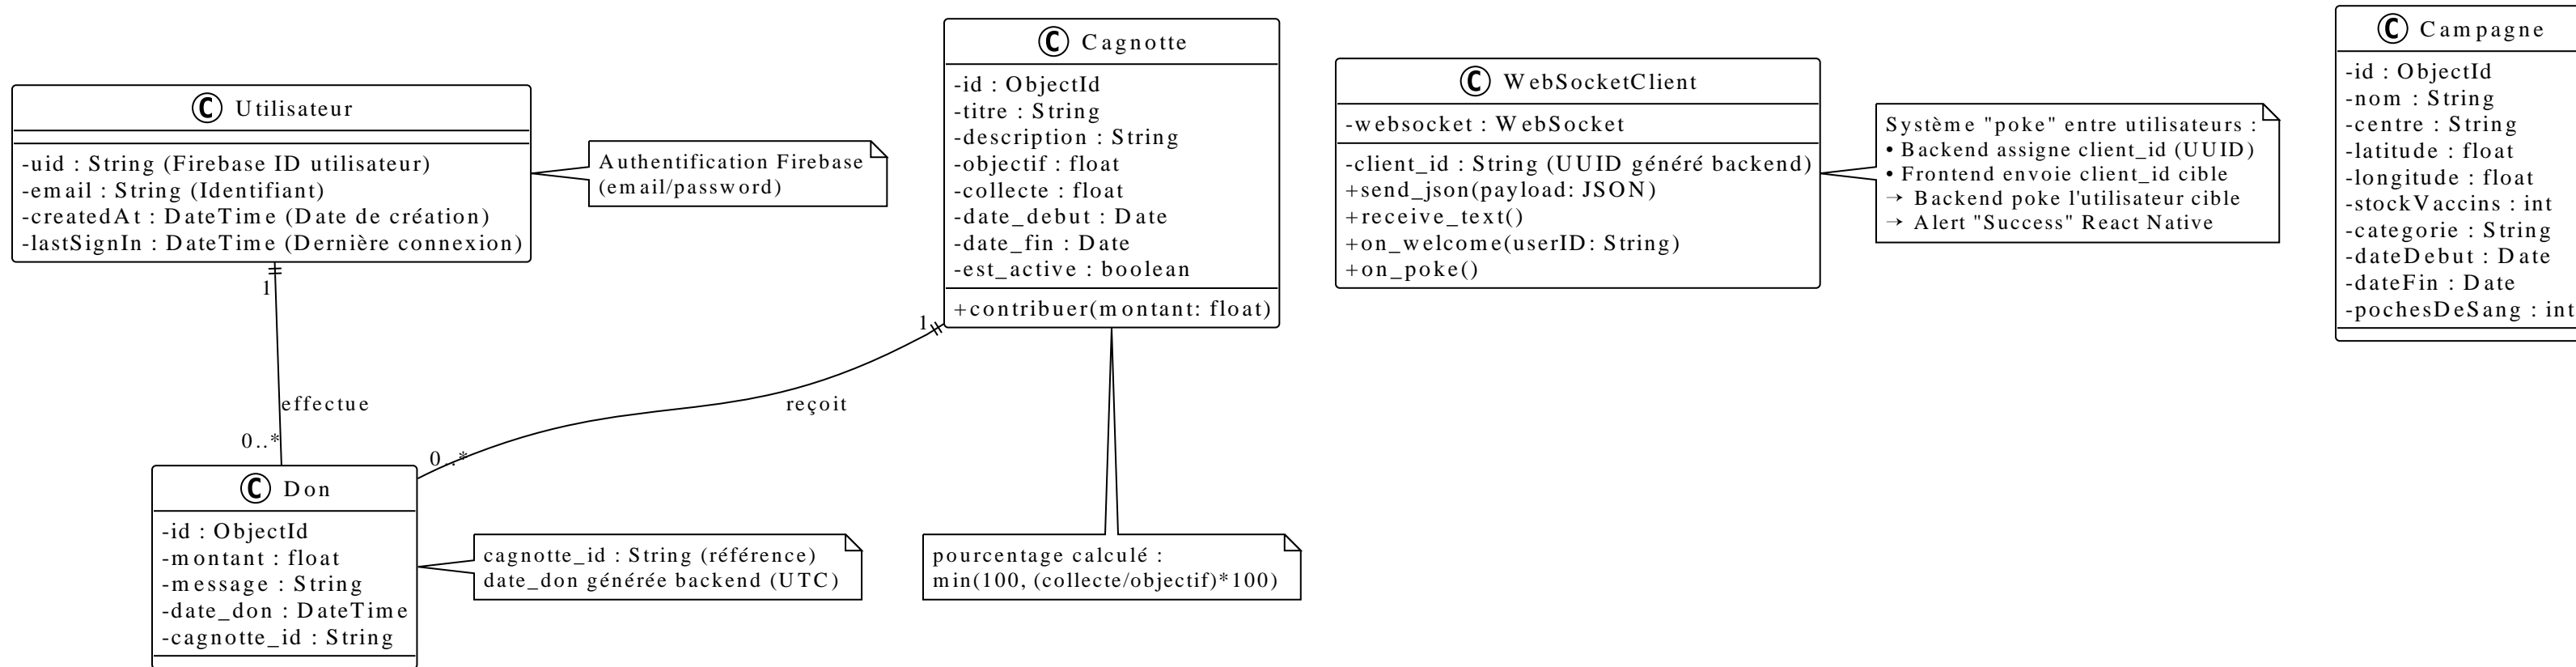 C Utilisateur
-uid : String (Firebase ID utilisateur)
-email : String (Identifiant)
-createdAt : DateTime (Date de création)
-lastSignIn : DateTime (Dernière connexion)
Authentification Firebase
(email/password)
C Cagnotte
-id : ObjectId
-titre : String
-description : String
-objectif : float
-collecte : float
-date_debut : Date
-date_fin : Date
-est_active : boolean
+contribuer(montant: float)
C WebSocketClient
-websocket : WebSocket
-client_id : String (UUID généré backend)
+send_json(payload: JSON)
+receive_text()
+on_welcome(userID: String)
+on_poke()
Système "poke" entre utilisateurs :
• Backend assigne client_id (UUID)
• Frontend envoie client_id cible
→ Backend poke l'utilisateur cible
→ Alert "Success" React Native
C Campagne
-id : ObjectId
-nom : String
-centre : String
-latitude : float
-longitude : float
-stockVaccins : int
-categorie : String
-dateDebut : Date
-dateFin : Date
-pochesDeSang : int
1
effectue
0..*
1
reçoit
0..*
C Don
-id : ObjectId
-montant : float
-message : String
-date_don : DateTime
-cagnotte_id : String
cagnotte_id : String (référence)
date_don générée backend (UTC)
pourcentage calculé :
min(100, (collecte/objectif)*100)